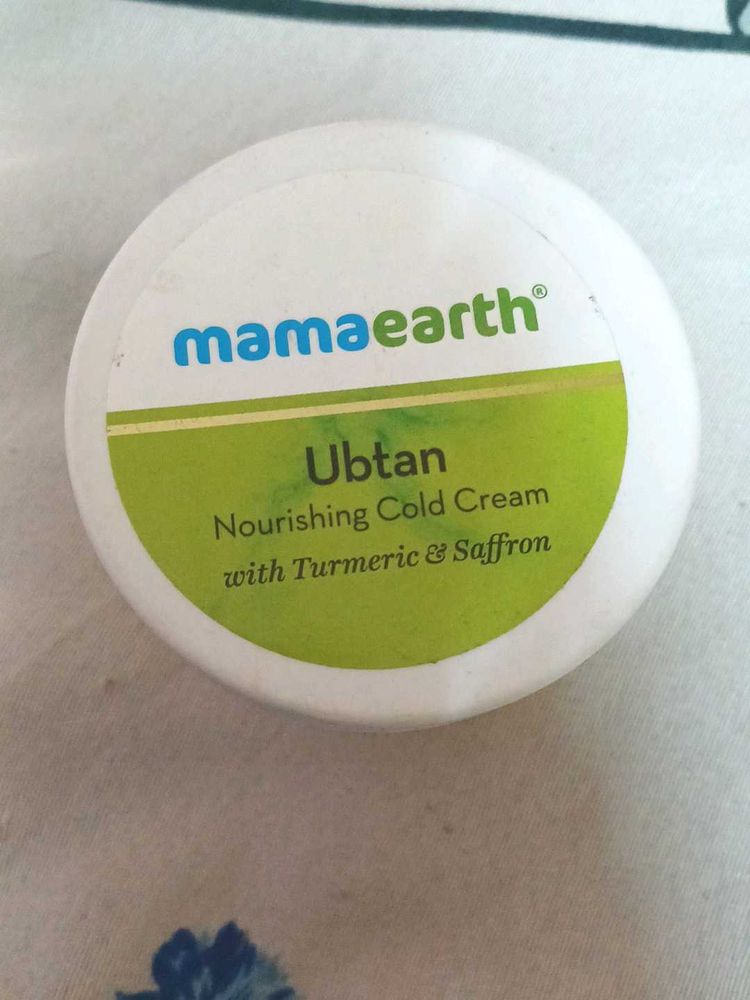 mamaearth®
Ubtan
Nourishing Cold Cream
with Turmeric & Saffron